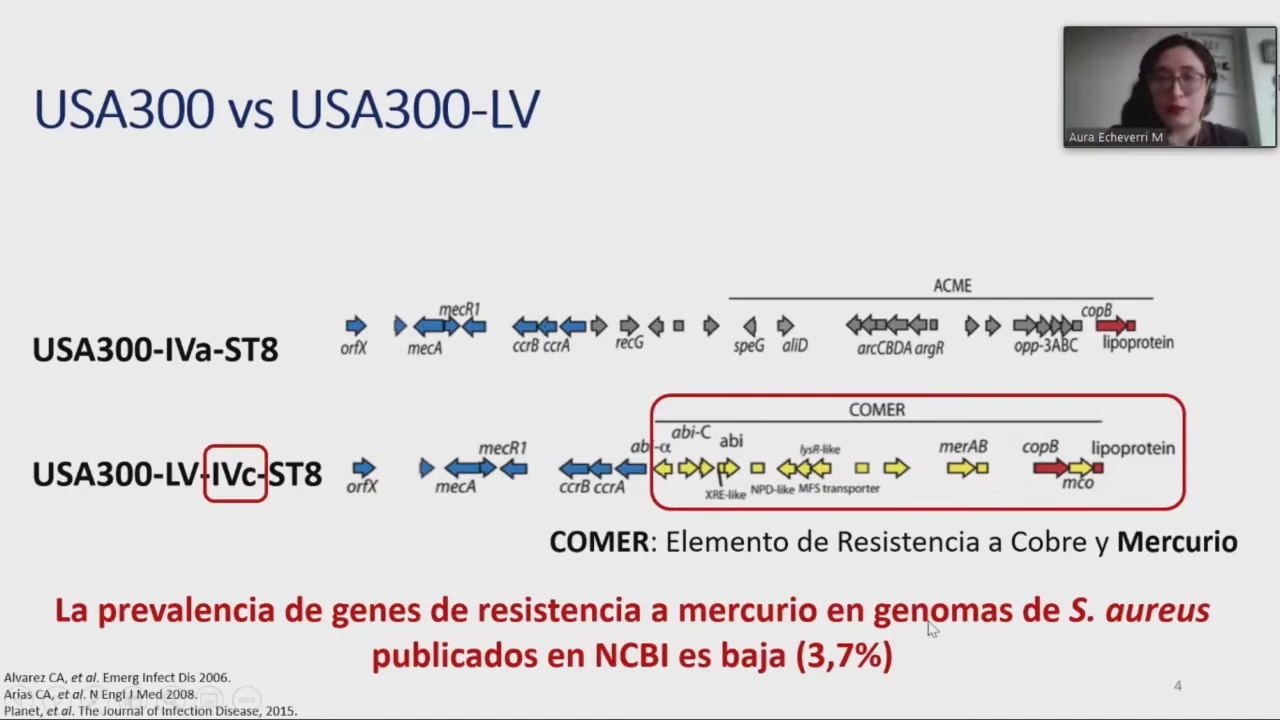 USA300 vs USA300-LV
Aura Echeverri M
ACME
mecR1
copB
USA300-IVa-ST8
orfX
mecA
ccrB ccrA
recG
speG
aliD
arcCBDA argR
opp-3ABC
lipoprotein
COMER
abi-α
abi-C
abi
mecR1
lysR-like
merAB
copB
lipoprotein
USA300-LV-IVc-ST8
orfX
mecA
ccrB ccrA
XRE-like
NPD-like
MFS transporter
mco
COMER: Elemento de Resistencia a Cobre y Mercurio
La prevalencia de genes de resistencia a mercurio en genomas de S. aureus
publicados en NCBI es baja (3,7%)
Alvarez CA, et al. Emerg Infect Dis 2006.
Arias CA, et al. N Engl J Med 2008.
Planet, et al. The Journal of Infection Disease, 2015.
4